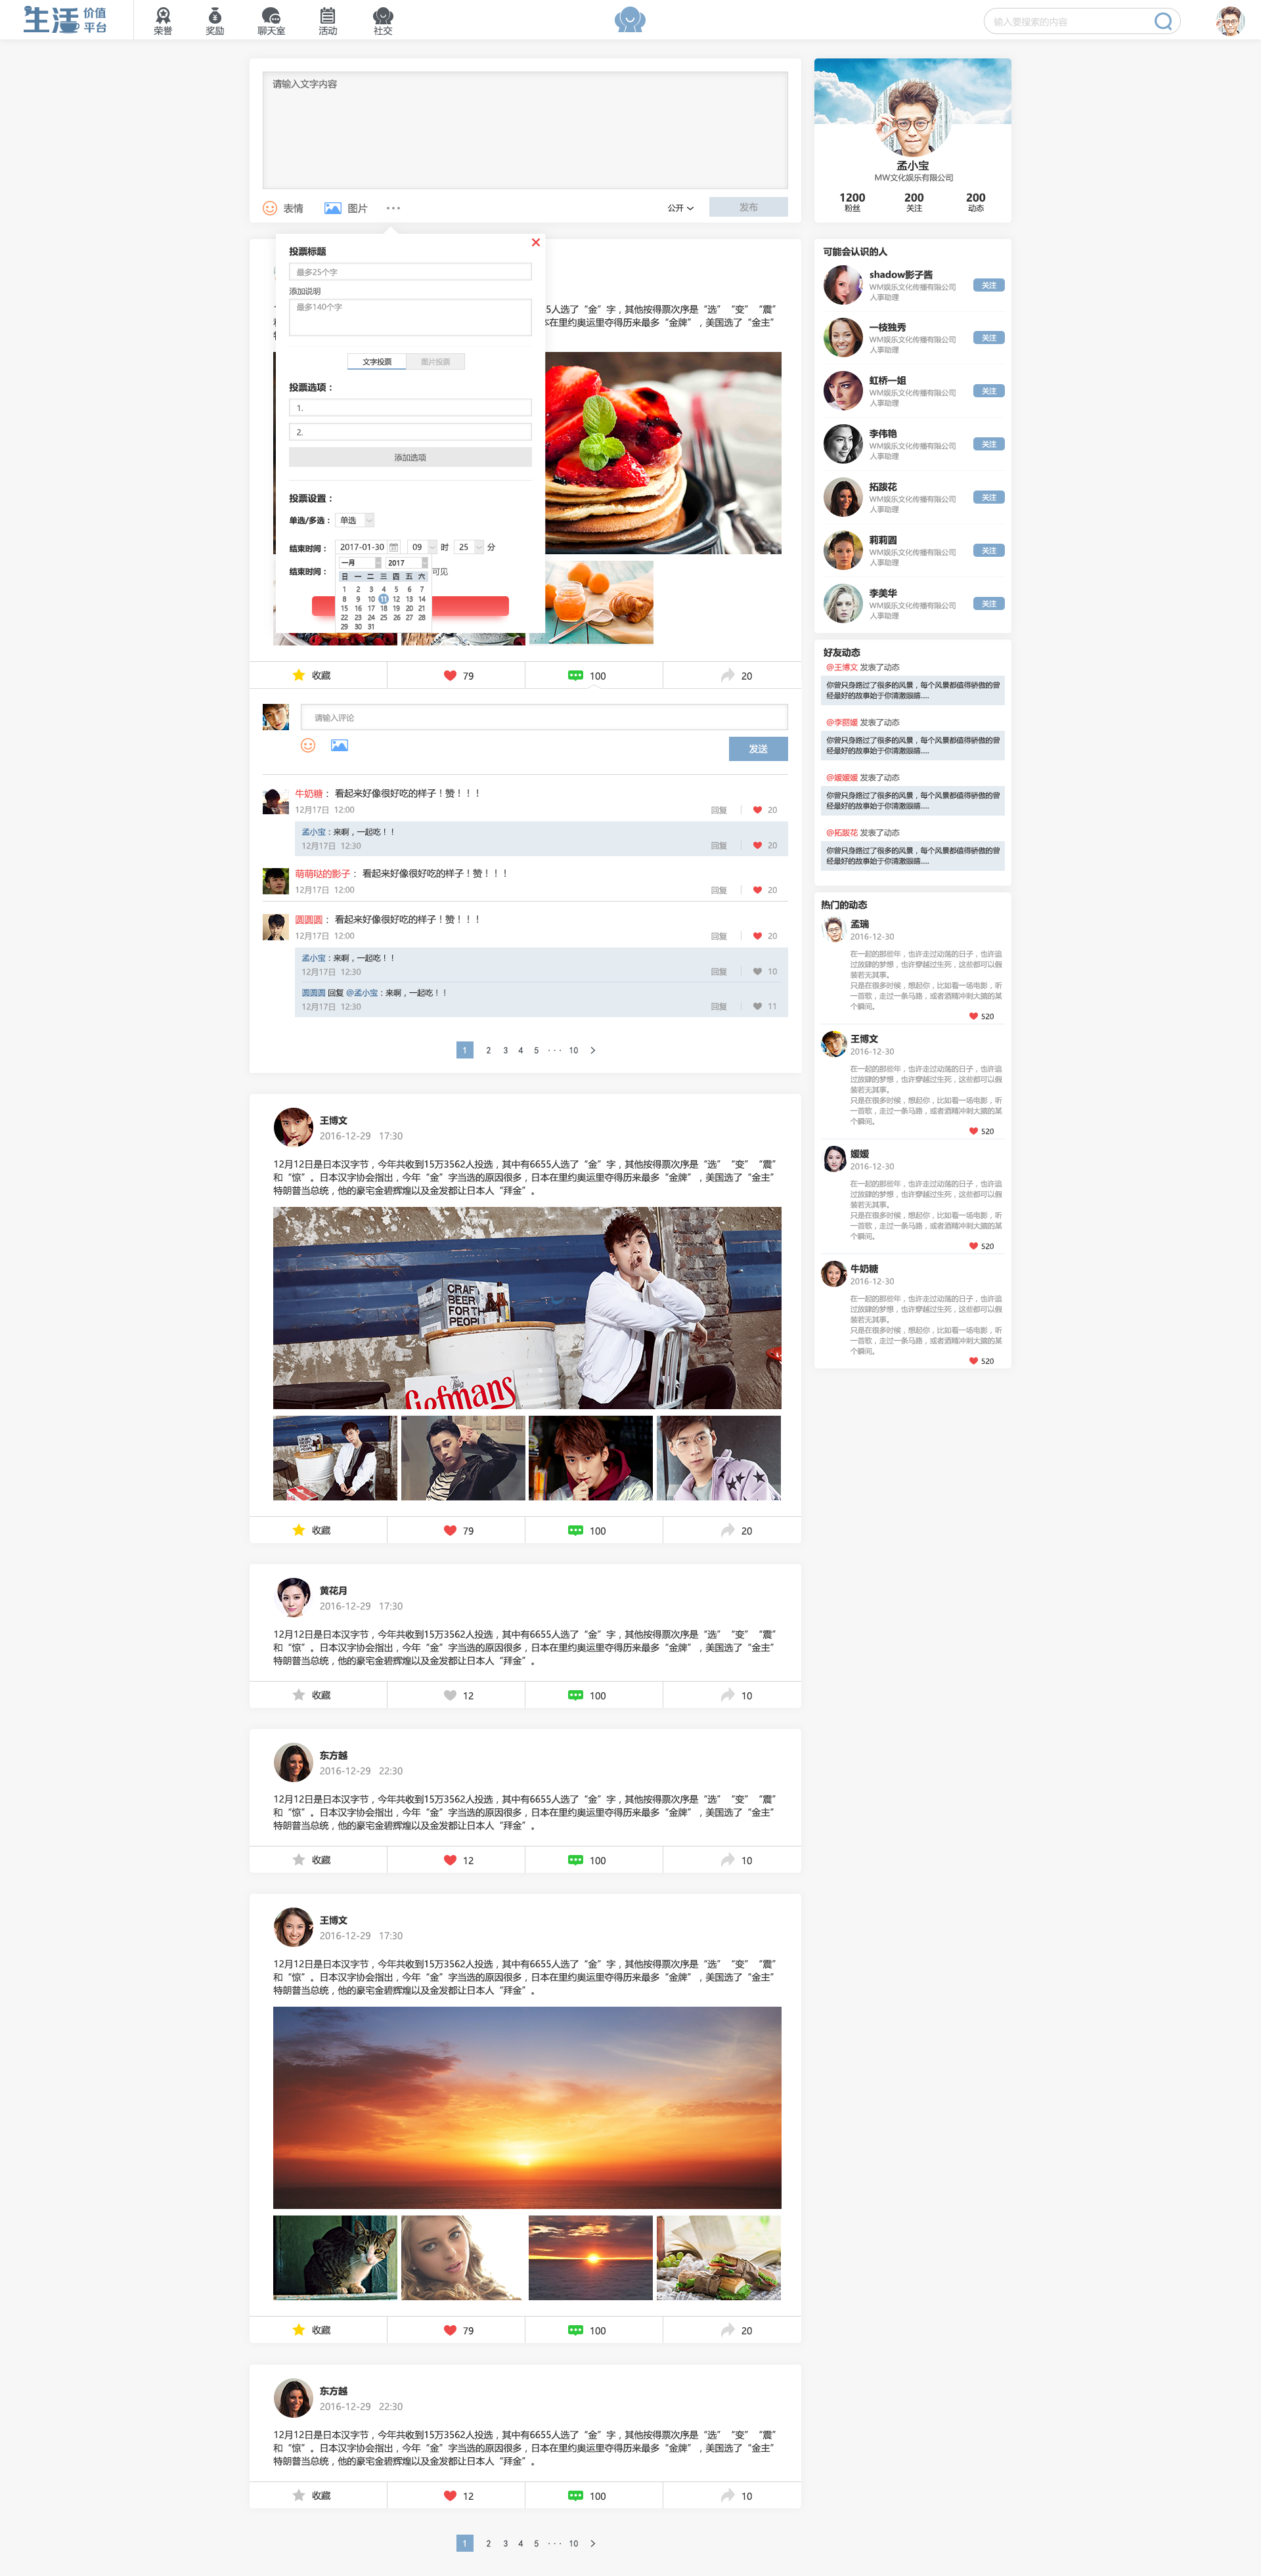 生活 价值
平台
荣誉 奖励 聊天室 活动 社交
输入要搜索的内容
请输入文字内容
表情 图片 公开 发布
投票标题
最多25个字
添加说明
最多140个字
文字投票 图片投票
投票选项：
1.
2.
添加选项
投票设置：
单选/多选： 单选
结束时间： 2017-01-30 09 时 25 分
结束时间： 可见
一月 2017
日 一 二 三 四 五 六
1 2 3 4 5 6 7
8 9 10 11 12 13 14
15 16 17 18 19 20 21
22 23 24 25 26 27 28
29 30 31
5人选了“金”字，其他按得票次序是“选”“变”“震”
本在里约奥运里夺得历来最多“金牌”，美国选了“金主”
收藏 79 100 20
请输入评论
发送
牛奶糖： 看起来好像很好吃的样子！赞！！！
12月17日 12:00 回复 20
孟小宝：来啊，一起吃！！
12月17日 12:30 回复 20
萌萌哒的影子： 看起来好像很好吃的样子！赞！！！
12月17日 12:00 回复 20
圆圆圆： 看起来好像很好吃的样子！赞！！！
12月17日 12:00 回复 20
孟小宝：来啊，一起吃！！
12月17日 12:30 回复 10
圆圆圆 回复 @孟小宝：来啊，一起吃！！
12月17日 12:30 回复 11
1 2 3 4 5 ··· 10 >
王博文
2016-12-29 17:30
12月12日是日本汉字节，今年共收到15万3562人投选，其中有6655人选了“金”字，其他按得票次序是“选”“变”“震”
和“惊”。日本汉字协会指出，今年“金”字当选的原因很多，日本在里约奥运里夺得历来最多“金牌”，美国选了“金主”
特朗普当总统，他的豪宅金碧辉煌以及金发都让日本人“拜金”。
CRAFT
BEER
FOR THE
PEOPLE
Gefmans
收藏 79 100 20
黄花月
2016-12-29 17:30
12月12日是日本汉字节，今年共收到15万3562人投选，其中有6655人选了“金”字，其他按得票次序是“选”“变”“震”
和“惊”。日本汉字协会指出，今年“金”字当选的原因很多，日本在里约奥运里夺得历来最多“金牌”，美国选了“金主”
特朗普当总统，他的豪宅金碧辉煌以及金发都让日本人“拜金”。
收藏 12 100 10
东方越
2016-12-29 22:30
12月12日是日本汉字节，今年共收到15万3562人投选，其中有6655人选了“金”字，其他按得票次序是“选”“变”“震”
和“惊”。日本汉字协会指出，今年“金”字当选的原因很多，日本在里约奥运里夺得历来最多“金牌”，美国选了“金主”
特朗普当总统，他的豪宅金碧辉煌以及金发都让日本人“拜金”。
收藏 12 100 10
王博文
2016-12-29 17:30
12月12日是日本汉字节，今年共收到15万3562人投选，其中有6655人选了“金”字，其他按得票次序是“选”“变”“震”
和“惊”。日本汉字协会指出，今年“金”字当选的原因很多，日本在里约奥运里夺得历来最多“金牌”，美国选了“金主”
特朗普当总统，他的豪宅金碧辉煌以及金发都让日本人“拜金”。
收藏 79 100 20
东方越
2016-12-29 22:30
12月12日是日本汉字节，今年共收到15万3562人投选，其中有6655人选了“金”字，其他按得票次序是“选”“变”“震”
和“惊”。日本汉字协会指出，今年“金”字当选的原因很多，日本在里约奥运里夺得历来最多“金牌”，美国选了“金主”
特朗普当总统，他的豪宅金碧辉煌以及金发都让日本人“拜金”。
收藏 12 100 10
1 2 3 4 5 ··· 10 >
孟小宝
MW文化娱乐有限公司
1200 200 200
粉丝 关注 动态
可能会认识的人
shadow影子酱
WM娱乐文化传播有限公司 关注
人事助理
一枝独秀
WM娱乐文化传播有限公司 关注
人事助理
虹桥一姐
WM娱乐文化传播有限公司 关注
人事助理
李伟艳
WM娱乐文化传播有限公司 关注
人事助理
拓酸花
WM娱乐文化传播有限公司 关注
人事助理
莉莉圆
WM娱乐文化传播有限公司 关注
人事助理
李美华
WM娱乐文化传播有限公司 关注
人事助理
好友动态
@王博文 发表了动态
你曾只身路过了很多的风景，每个风景都值得骄傲的曾
经最好的故事始于你清澈眼睛.....
@李丽媛 发表了动态
你曾只身路过了很多的风景，每个风景都值得骄傲的曾
经最好的故事始于你清澈眼睛.....
@媛媛媛 发表了动态
你曾只身路过了很多的风景，每个风景都值得骄傲的曾
经最好的故事始于你清澈眼睛.....
@拓酸花 发表了动态
你曾只身路过了很多的风景，每个风景都值得骄傲的曾
经最好的故事始于你清澈眼睛.....
热门的动态
孟瑞
2016-12-30
在一起的那些年，也许走过动荡的日子，也许追
过放肆的梦想，也许穿越过生死，这些都可以假
装若无其事。
只是在很多时候，想起你，比如看一场电影，听
一首歌，走过一条马路，或者酒精冲刺大脑的某
个瞬间。
520
王博文
2016-12-30
在一起的那些年，也许走过动荡的日子，也许追
过放肆的梦想，也许穿越过生死，这些都可以假
装若无其事。
只是在很多时候，想起你，比如看一场电影，听
一首歌，走过一条马路，或者酒精冲刺大脑的某
个瞬间。
520
媛媛
2016-12-30
在一起的那些年，也许走过动荡的日子，也许追
过放肆的梦想，也许穿越过生死，这些都可以假
装若无其事。
只是在很多时候，想起你，比如看一场电影，听
一首歌，走过一条马路，或者酒精冲刺大脑的某
个瞬间。
520
牛奶糖
2016-12-30
在一起的那些年，也许走过动荡的日子，也许追
过放肆的梦想，也许穿越过生死，这些都可以假
装若无其事。
只是在很多时候，想起你，比如看一场电影，听
一首歌，走过一条马路，或者酒精冲刺大脑的某
个瞬间。
520